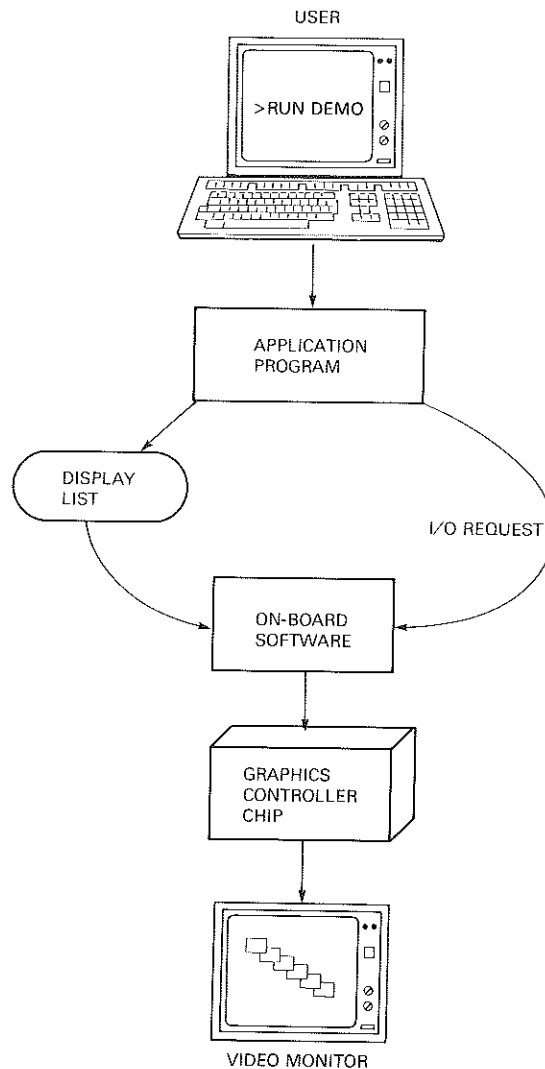 USER
>RUN DEMO
APPLICATION
PROGRAM
DISPLAY
LIST
I/O REQUEST
ON-BOARD
SOFTWARE
GRAPHICS
CONTROLLER
CHIP
VIDEO MONITOR